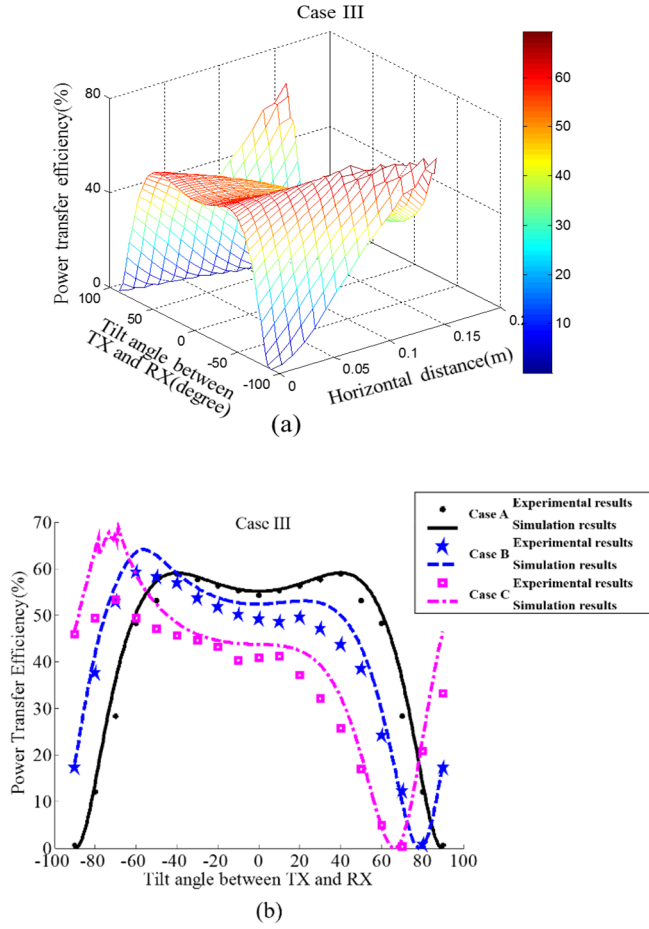 Case III
Power transfer efficiency(%)
80
40
0
100
50
0
-50
-100
Tilt angle between
TX and RX(degree)
0
0.05
0.1
0.15
0.2
Horizontal distance(m)
60
50
40
30
20
10
(a)
Case III
Power Transfer Efficiency(%)
70
60
50
40
30
20
10
0
-100 -80 -60 -40 -20 0 20 40 60 80 100
Tilt angle between TX and RX
Case A Experimental results
Simulation results
Case B Experimental results
Simulation results
Case C Experimental results
Simulation results
(b)